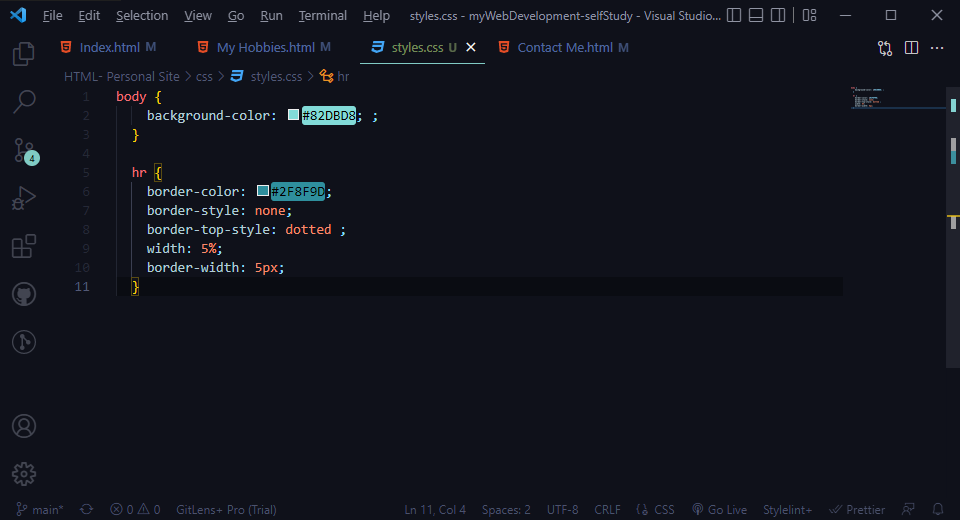 File Edit Selection View Go Run Terminal Help styles.css - myWebDevelopment-selfStudy - Visual Studio...
Index.html M My Hobbies.html M styles.css U Contact Me.html M
HTML- Personal Site > css > styles.css > hr
1 body {
2 background-color: #82DBD8; ;
3 }
4
5 hr {
6 border-color: #2F8F9D;
7 border-style: none;
8 border-top-style: dotted ;
9 width: 5%;
10 border-width: 5px;
11 }
4
main* 0 0 GitLens+ Pro (Trial) Ln 11, Col 4 Spaces: 2 UTF-8 CRLF CSS Go Live Stylelint+ Prettier